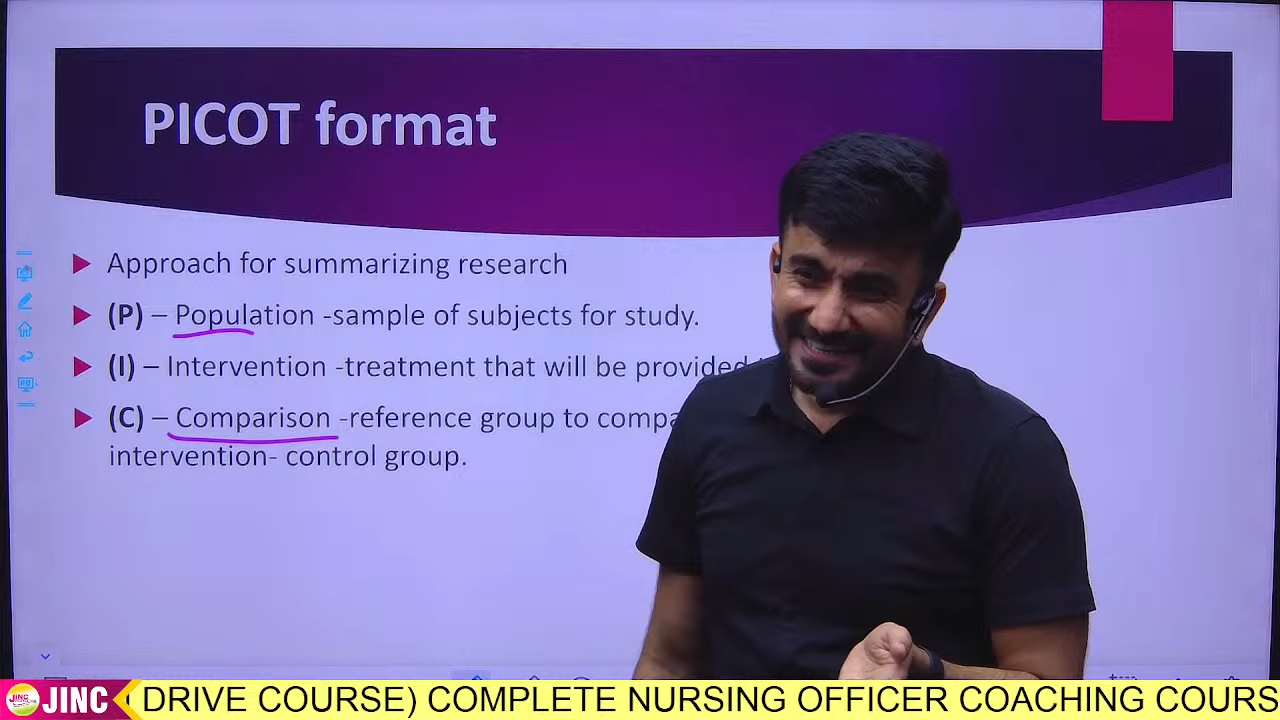 PICOT format
Approach for summarizing research
(P) – Population -sample of subjects for study.
(I) – Intervention -treatment that will be provided
(C) – Comparison -reference group to compa
intervention- control group.
JINC
JINC DRIVE COURSE) COMPLETE NURSING OFFICER COACHING COURS